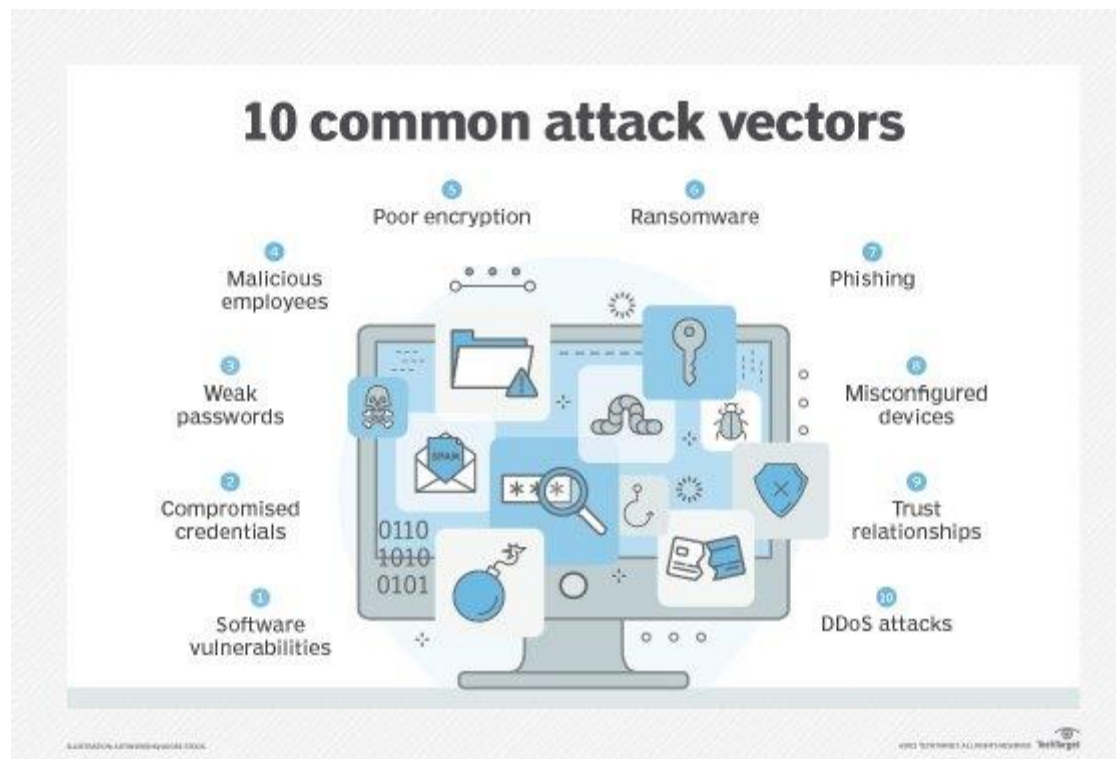 10 common attack vectors
5
Poor encryption
6
Ransomware
4
Malicious
employees
7
Phishing
3
Weak
passwords
8
Misconfigured
devices
2
Compromised
credentials
9
Trust
relationships
1
Software
vulnerabilities
10
DDoS attacks
SPAM
***
0110
1010
0101
TechTarget